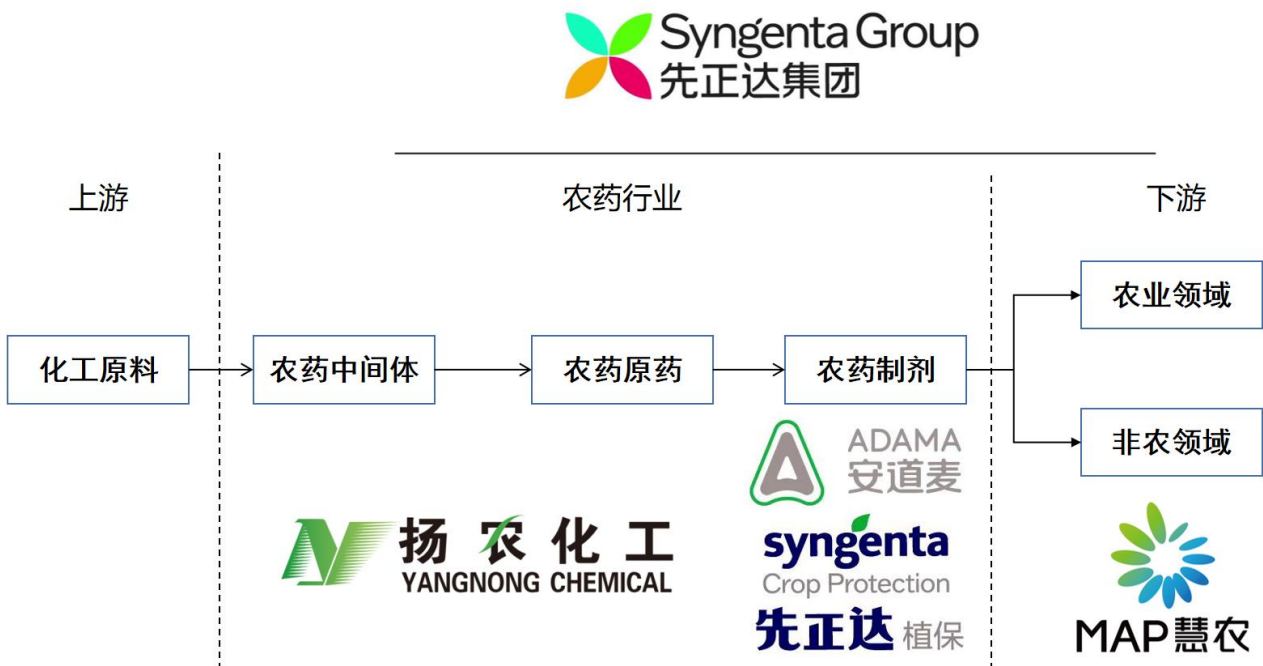 Syngenta Group
先正达集团
上游
农药行业
下游
农业领域
化工原料
农药中间体
农药原药
农药制剂
非农领域
ADAMA
安道麦
扬农化工
YANGNONG CHEMICAL
syngenta
Crop Protection
先正达 植保
MAP慧农